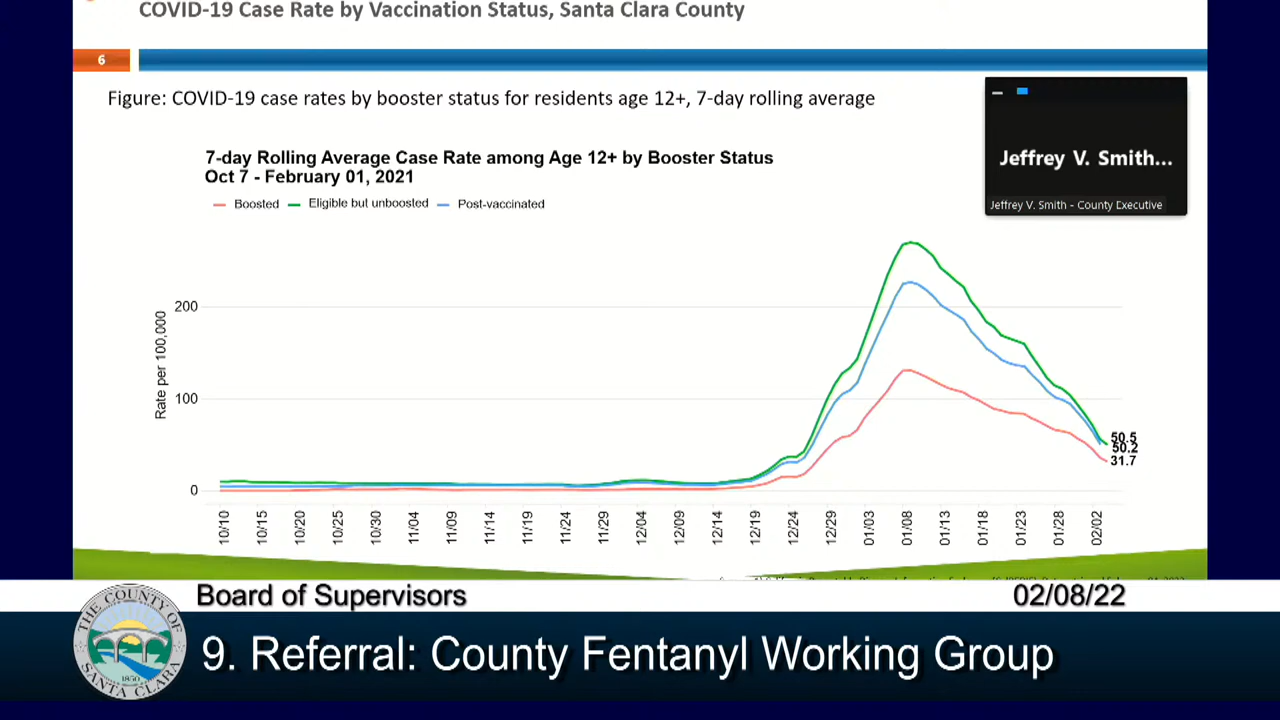 COVID-19 Case Rate by Vaccination Status, Santa Clara County
6
Figure: COVID-19 case rates by booster status for residents age 12+, 7-day rolling average
Jeffrey V. Smith...
Jeffrey V. Smith - County Executive
7-day Rolling Average Case Rate among Age 12+ by Booster Status
Oct 7 - February 01, 2021
Boosted Eligible but unboosted Post-vaccinated
Rate per 100,000
200
100
0
50.5
50.2
31.7
10/10 10/15 10/20 10/25 10/30 11/04 11/09 11/14 11/19 11/24 11/29 12/04 12/09 12/14 12/19 12/24 12/29 01/03 01/08 01/13 01/18 01/23 01/28 02/02
Board of Supervisors 02/08/22
THE COUNTY OF
SANTA CLARA
1850
9. Referral: County Fentanyl Working Group